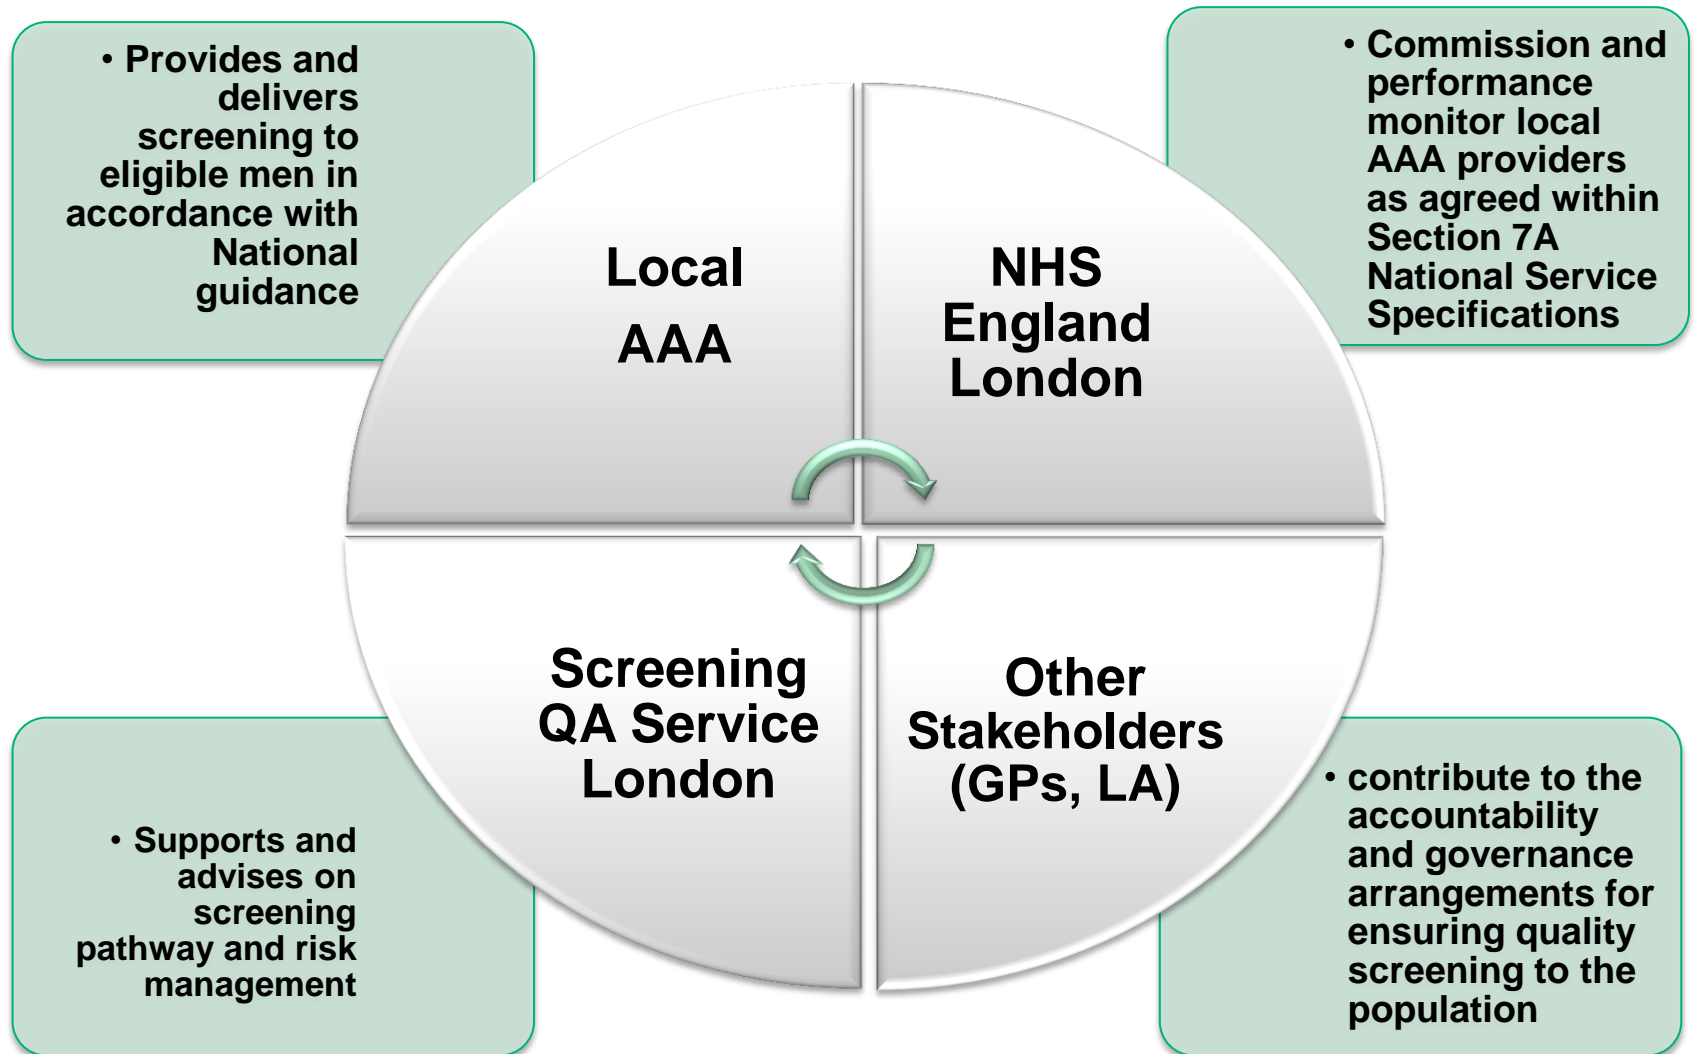 • Provides and
delivers
screening to
eligible men in
accordance with
National
guidance
• Commission and
performance
monitor local
AAA providers
as agreed within
Section 7A
National Service
Specifications
Local
AAA
NHS
England
London
Screening
QA Service
London
Other
Stakeholders
(GPs, LA)
• Supports and
advises on
screening
pathway and risk
management
• contribute to the
accountability
and governance
arrangements for
ensuring quality
screening to the
population